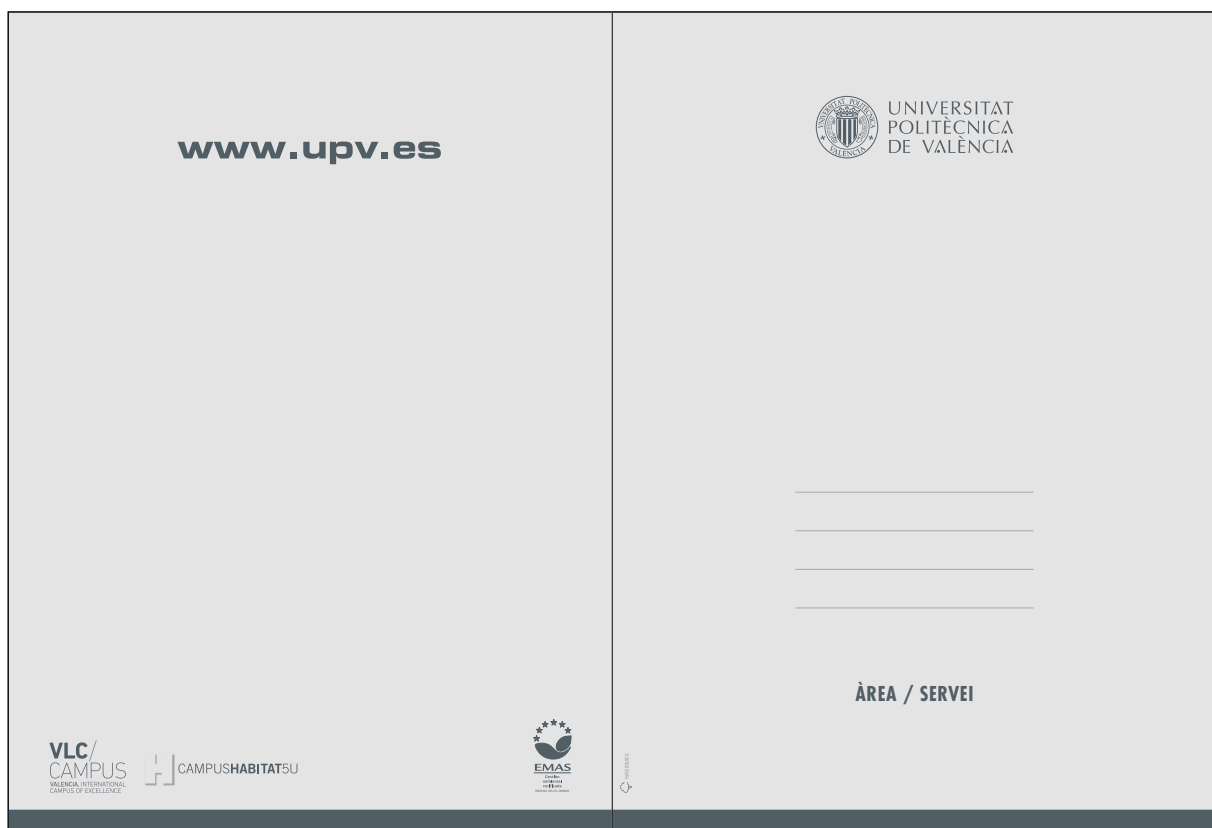 www.upv.es
VLC/
CAMPUS
VALENCIA, INTERNATIONAL
CAMPUS OF EXCELLENCE
CAMPUSHABITAT5U
EMAS
UNIVERSITAT
POLITÈCNICA
DE VALÈNCIA
ÀREA / SERVEI